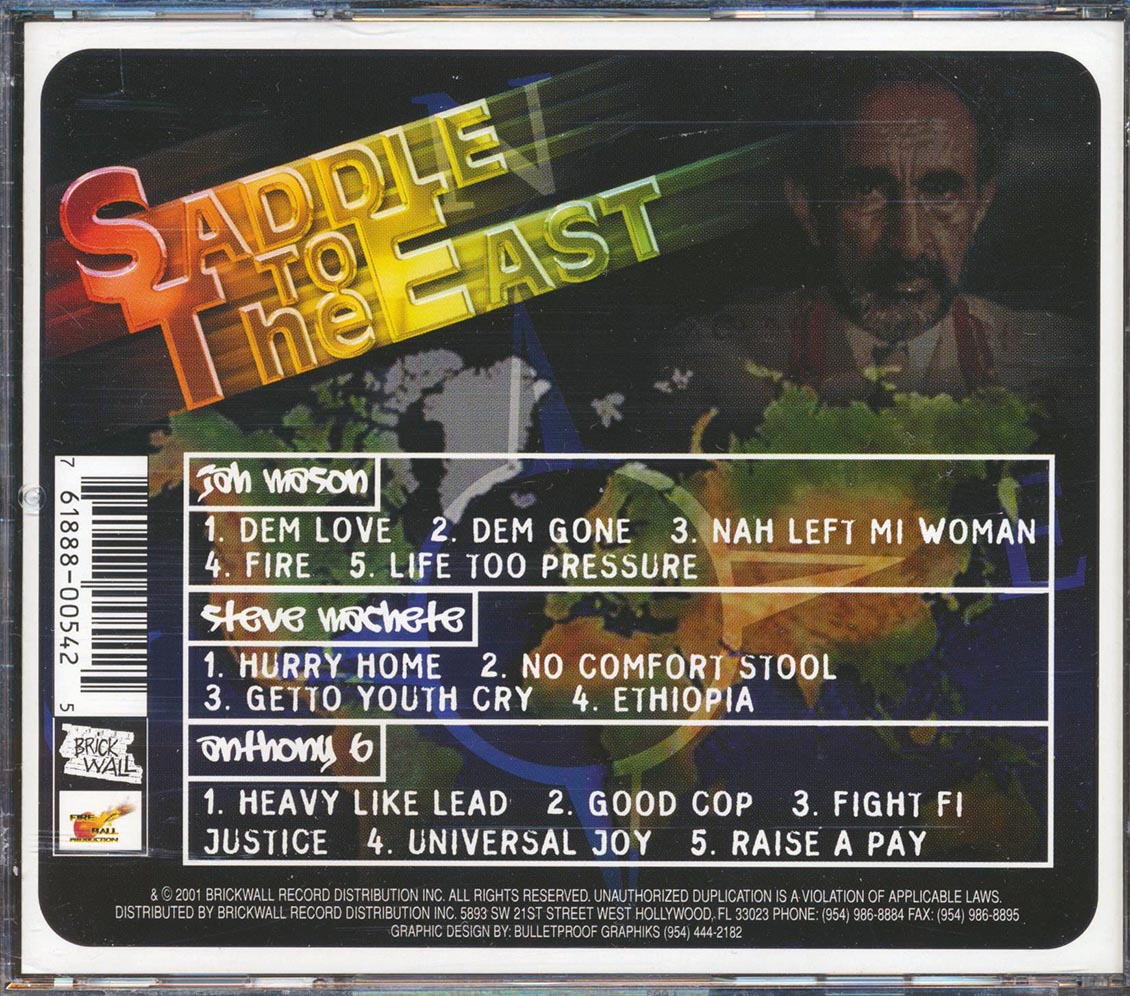 N
SADDLE
TO
The EAST
E
jah mason
1. DEM LOVE 2. DEM GONE 3. NAH LEFT MI WOMAN
4. FIRE 5. LIFE TOO PRESSURE
steve machete
1. HURRY HOME 2. NO COMFORT STOOL
3. GETTO YOUTH CRY 4. ETHIOPIA
anthony b
1. HEAVY LIKE LEAD 2. GOOD COP 3. FIGHT FI
JUSTICE 4. UNIVERSAL JOY 5. RAISE A PAY
7 61888-00542 5
BRICK
WALL
FIRE
BALL
PRODUCTION
& © 2001 BRICKWALL RECORD DISTRIBUTION INC. ALL RIGHTS RESERVED. UNAUTHORIZED DUPLICATION IS A VIOLATION OF APPLICABLE LAWS.
DISTRIBUTED BY BRICKWALL RECORD DISTRIBUTION INC. 5893 SW 21ST STREET WEST HOLLYWOOD, FL 33023 PHONE: (954) 986-8884 FAX: (954) 986-8895
GRAPHIC DESIGN BY: BULLETPROOF GRAPHIKS (954) 444-2182